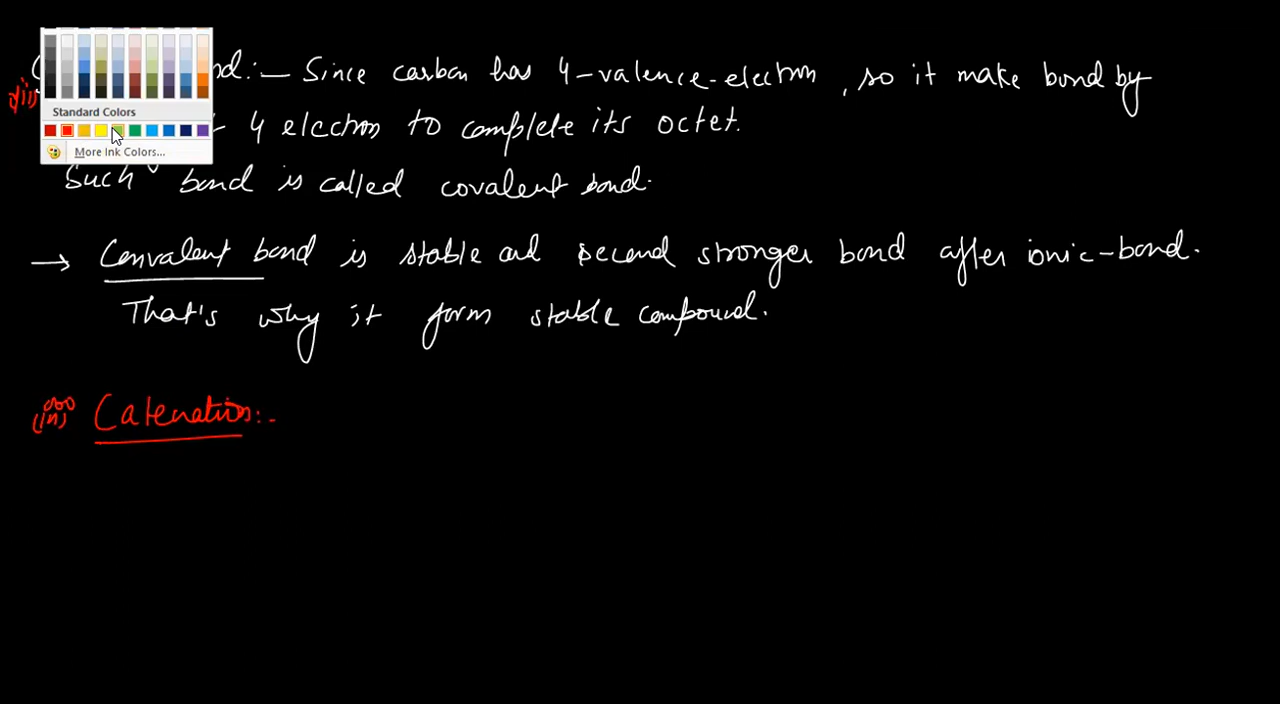 nd:— Since carbon has 4-valence-electron, so it make bond by
4 electron to complete its octet.
Standard Colors
More Ink Colors...
Such bond is called covalent bond.
→ Convalent bond is stable and second stronger bond after ionic-bond.
That's why it form stable compound.
Catenation:-